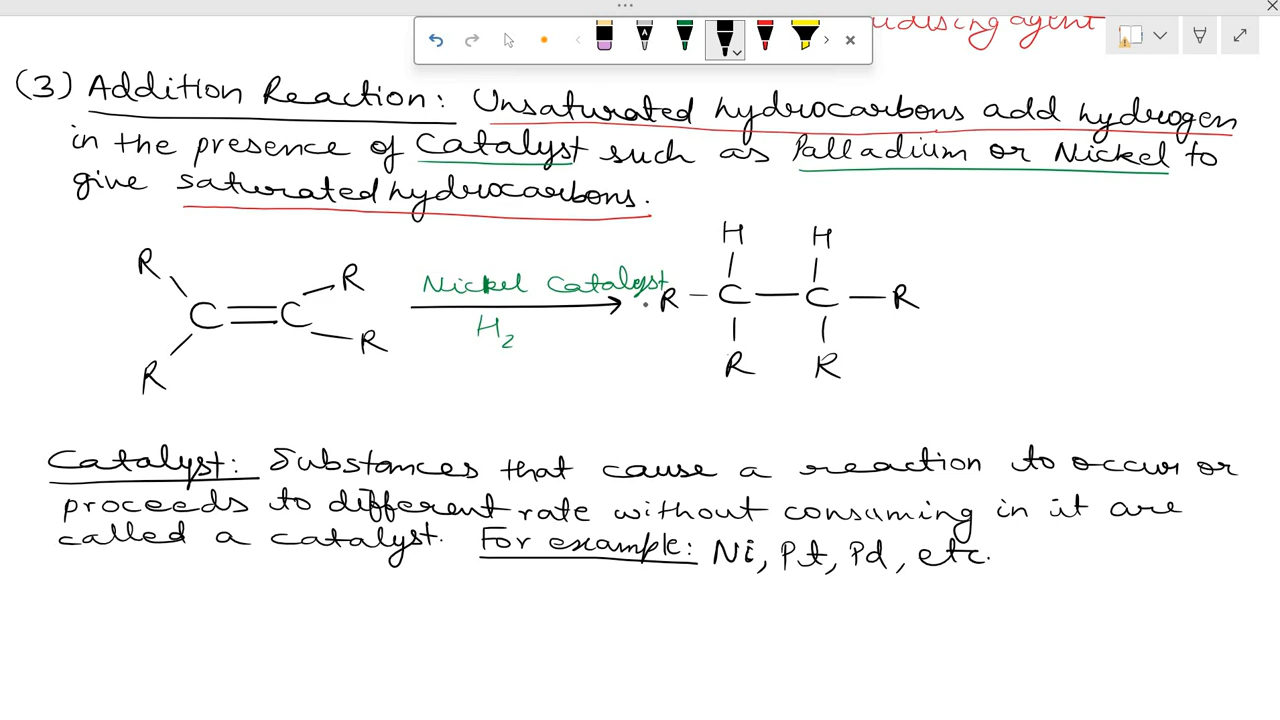 idising agent
(3) Addition Reaction: Unsaturated hydrocarbons add hydrogen
in the presence of Catalyst such as Palladium or Nickel to
give saturated hydrocarbons.
H H
R R Nickel Catalyst R – C — C — R
C = C H2
R R R R
Catalyst: Substances that cause a reaction to occur or
proceeds to different rate without consuming in it are
called a catalyst. For example: Ni, Pt, Pd, etc.